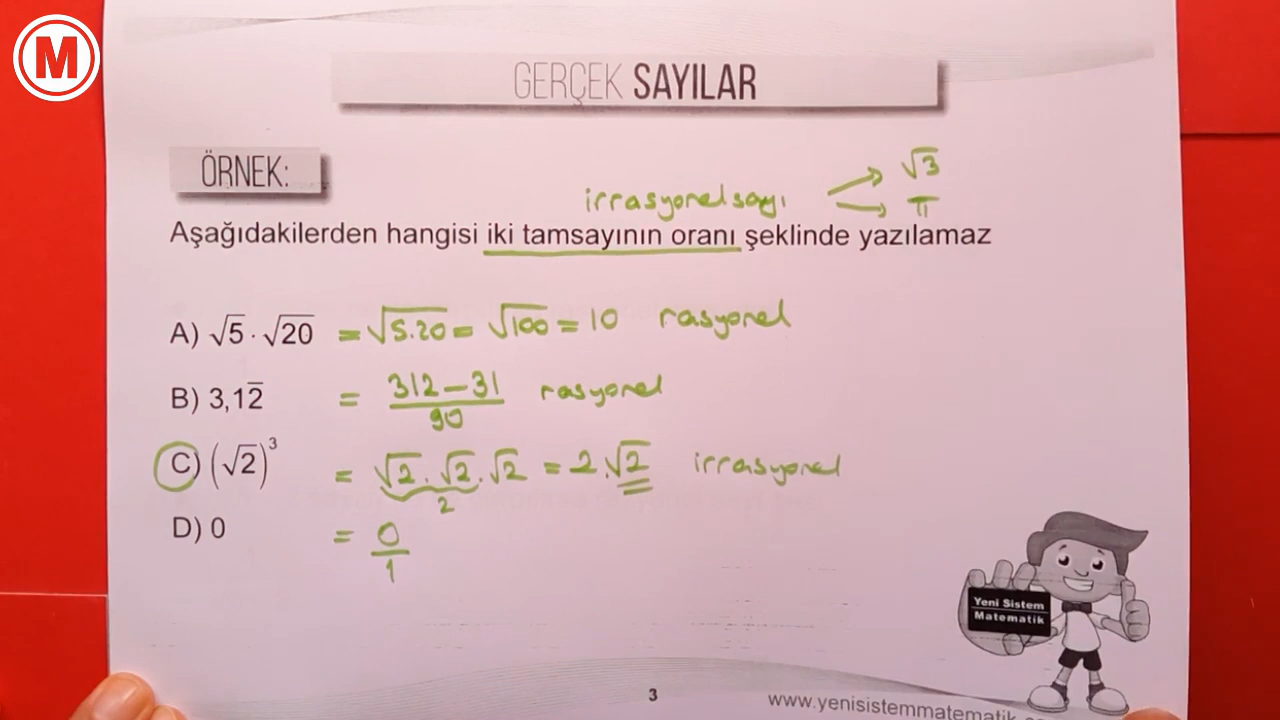 M
GERÇEK SAYILAR
ÖRNEK:
irrasyonel sayı √3
π
Aşağıdakilerden hangisi iki tamsayının oranı şeklinde yazılamaz
A) √5 · √20 = √5.20 = √100 = 10 rasyonel
B) 3,12̅ = 312 − 31 / 90 rasyonel
C) (√2)³ = √2 . √2 . √2 = 2.√2 irrasyonel
2
D) 0 = 0/1
Yeni Sistem
Matematik
3
www.yenisistemmatematik